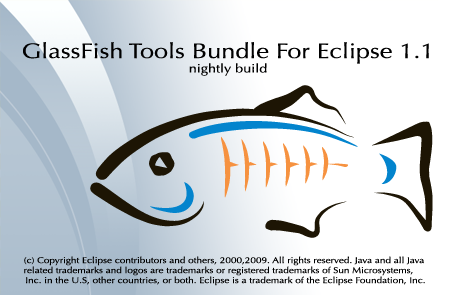 GlassFish Tools Bundle For Eclipse 1.1
nightly build
(c) Copyright Eclipse contributors and others, 2000,2009. All rights reserved. Java and all Java
related trademarks and logos are trademarks or registered trademarks of Sun Microsystems,
Inc. in the U.S, other countries, or both. Eclipse is a trademark of the Eclipse Foundation, Inc.